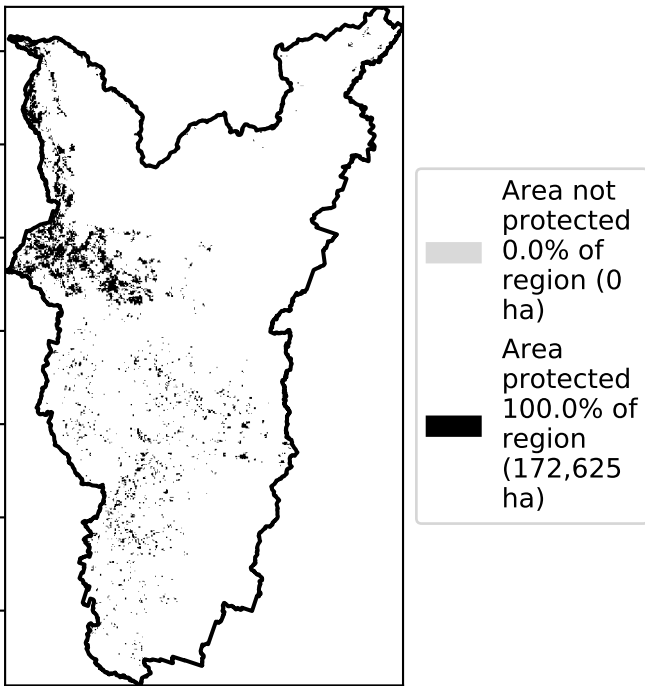 Area not
protected
0.0% of
region (0
ha)
Area
protected
100.0% of
region
(172,625
ha)